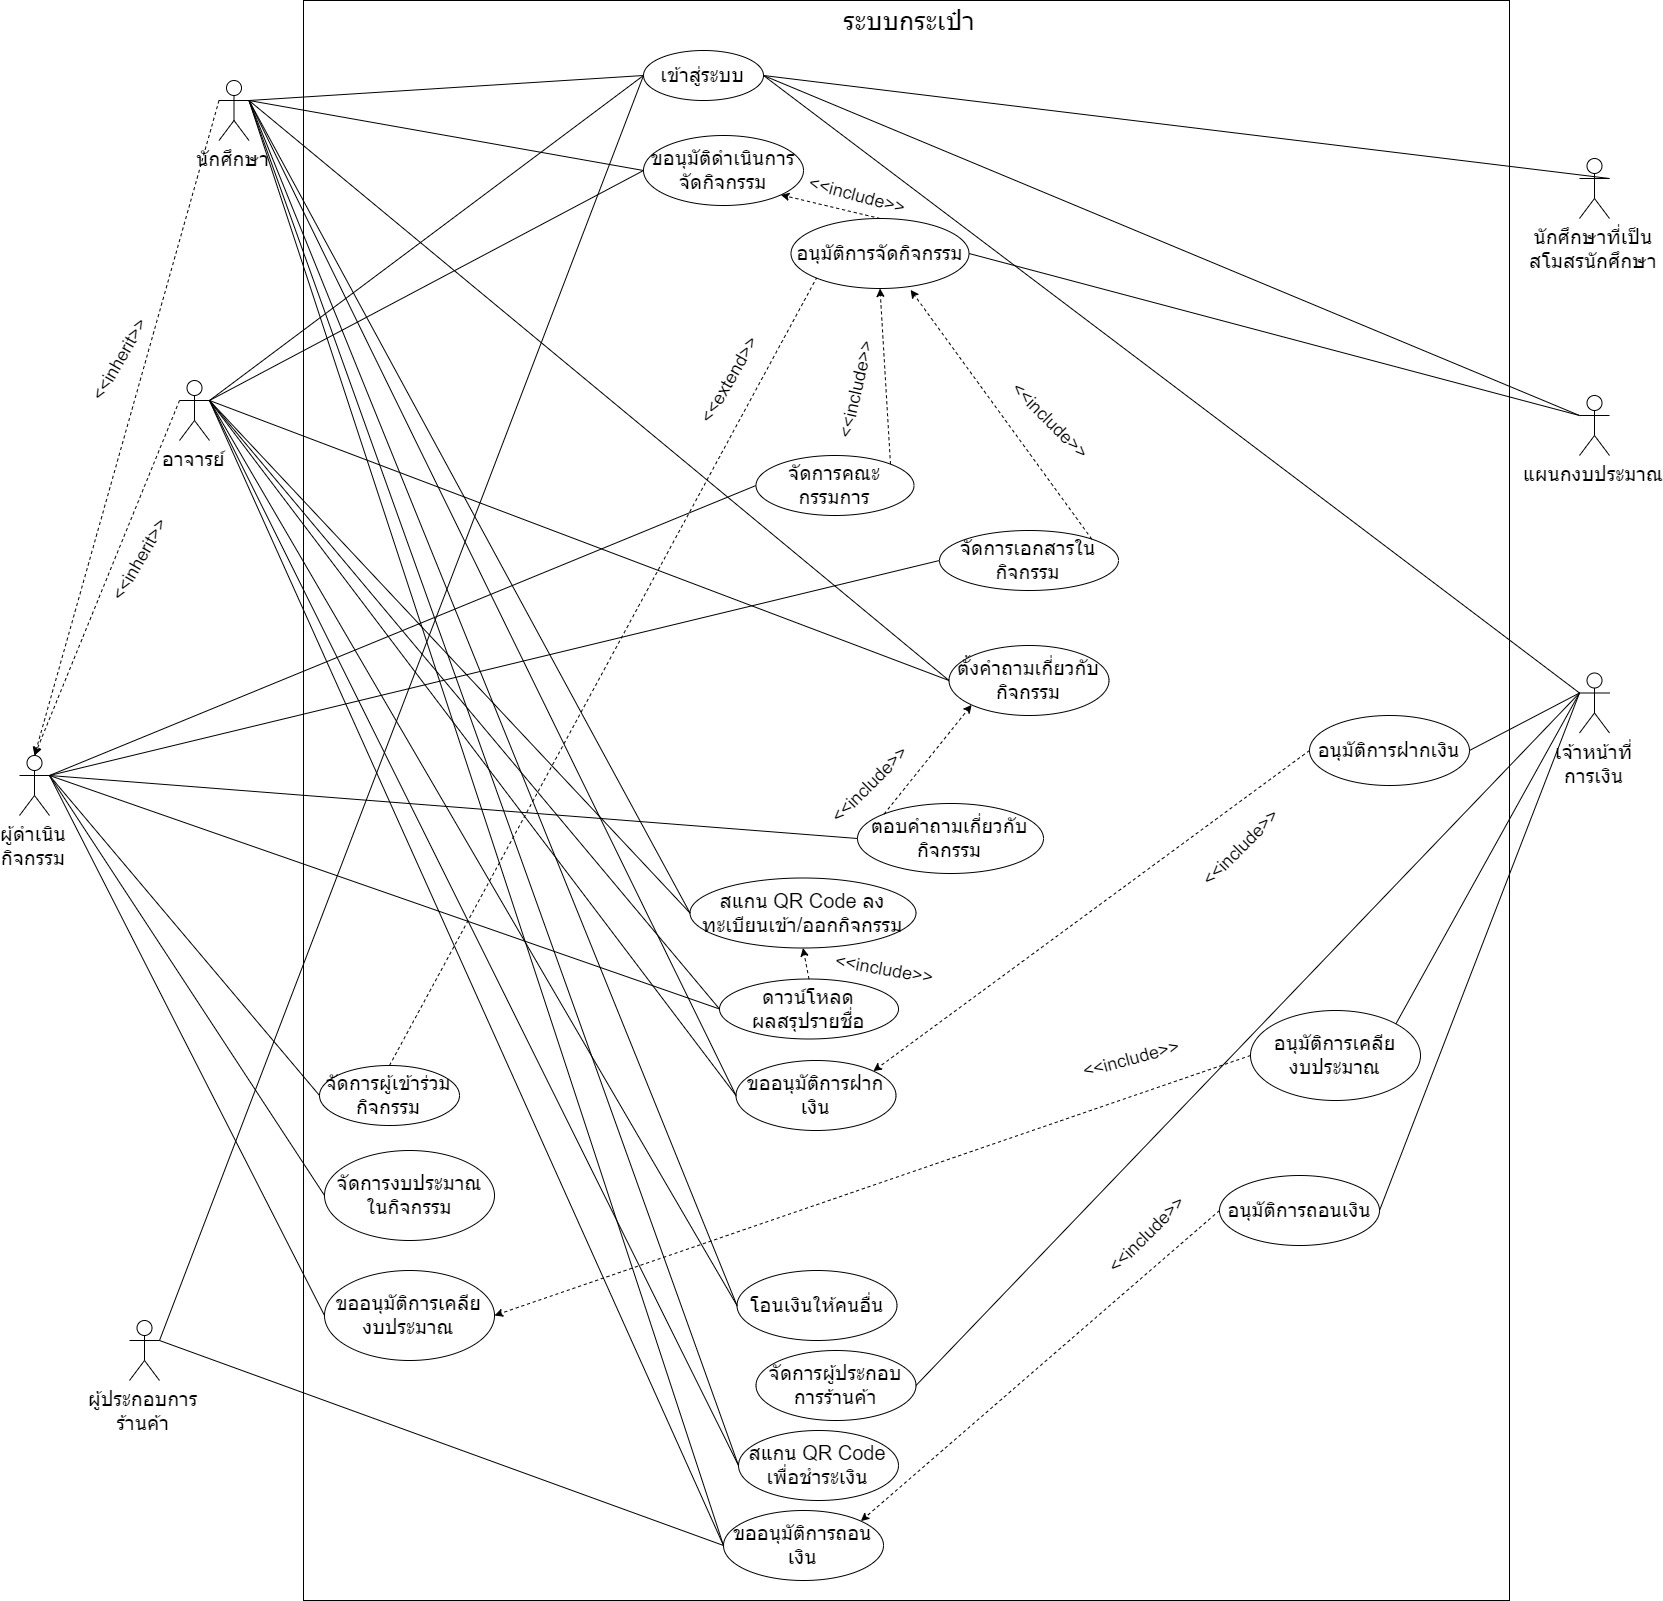 ระบบกระเป๋า
เข้าสู่ระบบ
นักศึกษา
ขอนุมัติดำเนินการ
จัดกิจกรรม
<<include>>
นักศึกษาที่เป็น
สโมสรนักศึกษา
อนุมัติการจัดกิจกรรม
<<inherit>>
<<extend>>
<<include>>
<<include>>
อาจารย์
แผนกงบประมาณ
จัดการคณะ
กรรมการ
<<inherit>>
จัดการเอกสารใน
กิจกรรม
ตั้งคำถามเกี่ยวกับ
กิจกรรม
อนุมัติการฝากเงิน
เจ้าหน้าที่
การเงิน
<<include>>
ผู้ดำเนิน
กิจกรรม
ตอบคำถามเกี่ยวกับ
กิจกรรม
<<include>>
สแกน QR Code ลง
ทะเบียนเข้า/ออกกิจกรรม
<<include>>
ดาวน์โหลด
ผลสรุปรายชื่อ
อนุมัติการเคลีย
งบประมาณ
<<include>>
จัดการผู้เข้าร่วม
กิจกรรม
ขออนุมัติการฝาก
เงิน
จัดการงบประมาณ
ในกิจกรรม
อนุมัติการถอนเงิน
<<include>>
ขออนุมัติการเคลีย
งบประมาณ
โอนเงินให้คนอื่น
ผู้ประกอบการ
ร้านค้า
จัดการผู้ประกอบ
การร้านค้า
สแกน QR Code
เพื่อชำระเงิน
ขออนุมัติการถอน
เงิน